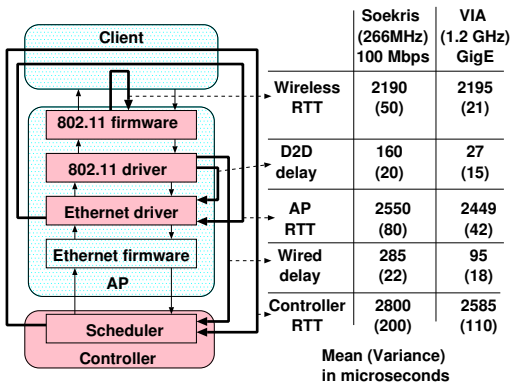 Client
802.11 firmware
802.11 driver
Ethernet driver
Ethernet firmware
AP
Scheduler
Controller
Soekris VIA
(266MHz) (1.2 GHz)
100 Mbps GigE
Wireless 2190 2195
RTT (50) (21)
D2D 160 27
delay (20) (15)
AP 2550 2449
RTT (80) (42)
Wired 285 95
delay (22) (18)
Controller 2800 2585
RTT (200) (110)
Mean (Variance)
in microseconds